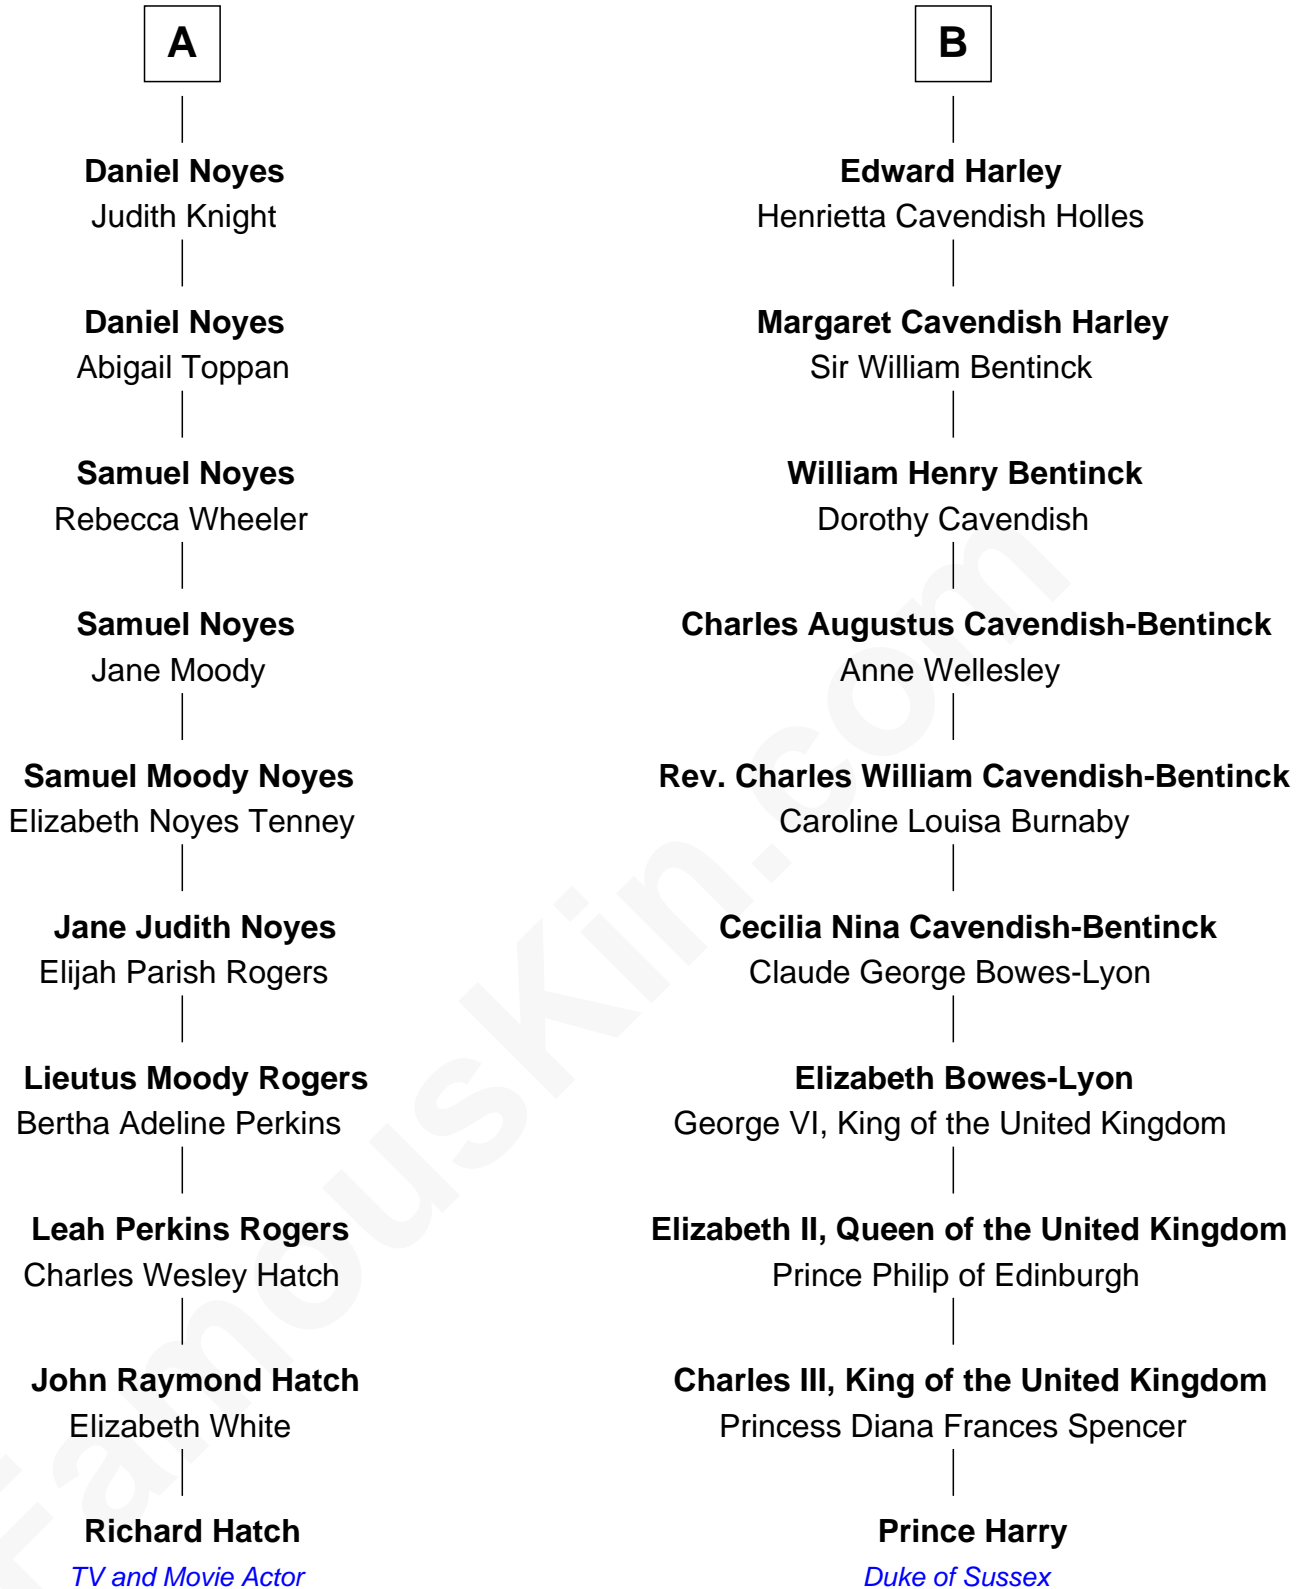 A
Daniel Noyes
Judith Knight
Daniel Noyes
Abigail Toppan
Samuel Noyes
Rebecca Wheeler
Samuel Noyes
Jane Moody
Samuel Moody Noyes
Elizabeth Noyes Tenney
Jane Judith Noyes
Elijah Parish Rogers
Lieutus Moody Rogers
Bertha Adeline Perkins
Leah Perkins Rogers
Charles Wesley Hatch
John Raymond Hatch
Elizabeth White
Richard Hatch
TV and Movie Actor
B
Edward Harley
Henrietta Cavendish Holles
Margaret Cavendish Harley
Sir William Bentinck
William Henry Bentinck
Dorothy Cavendish
Charles Augustus Cavendish-Bentinck
Anne Wellesley
Rev. Charles William Cavendish-Bentinck
Caroline Louisa Burnaby
Cecilia Nina Cavendish-Bentinck
Claude George Bowes-Lyon
Elizabeth Bowes-Lyon
George VI, King of the United Kingdom
Elizabeth II, Queen of the United Kingdom
Prince Philip of Edinburgh
Charles III, King of the United Kingdom
Princess Diana Frances Spencer
Prince Harry
Duke of Sussex
FamousKin.com